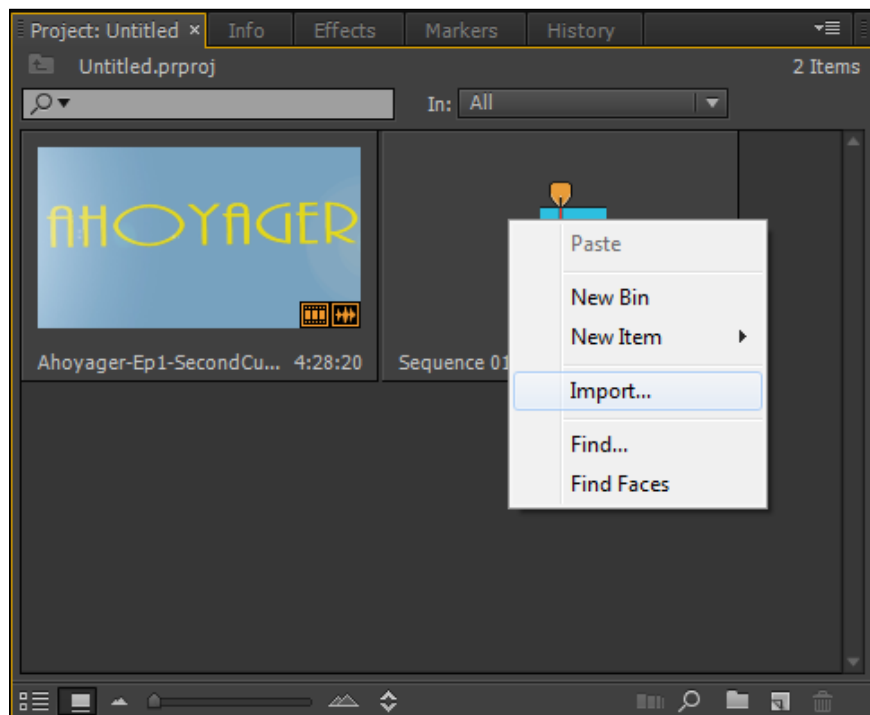 Project: Untitled × Info Effects Markers History
Untitled.prproj 2 Items
In: All
AHOYAGER
Ahoyager-Ep1-SecondCu... 4:28:20 Sequence 01
Paste
New Bin
New Item
Import...
Find...
Find Faces